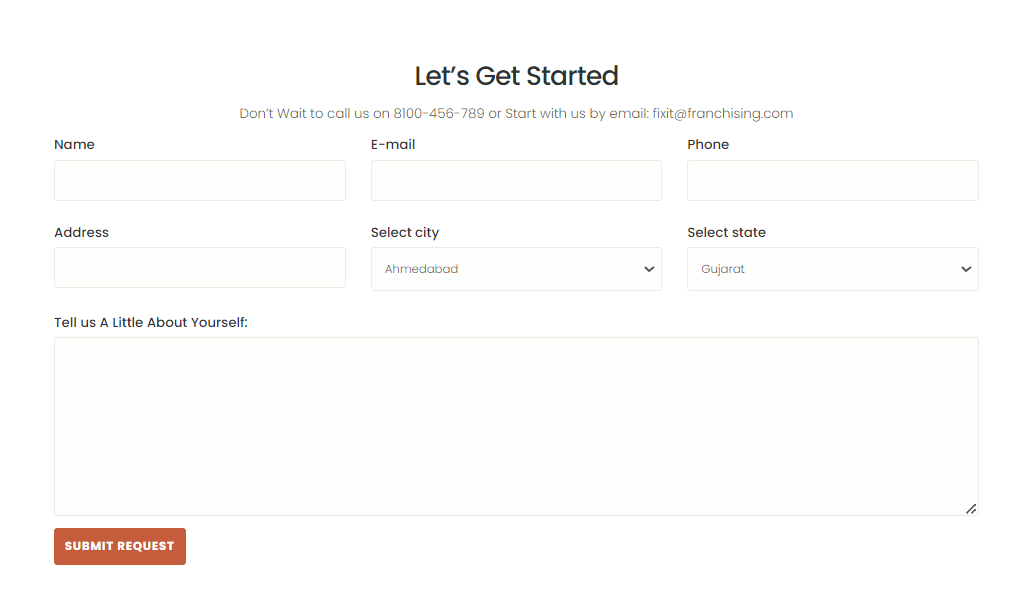 Let’s Get Started
Don’t Wait to call us on 8100-456-789 or Start with us by email: fixit@franchising.com
Name E-mail Phone
Address Select city Select state
Ahmedabad Gujarat
Tell us A Little About Yourself:
SUBMIT REQUEST